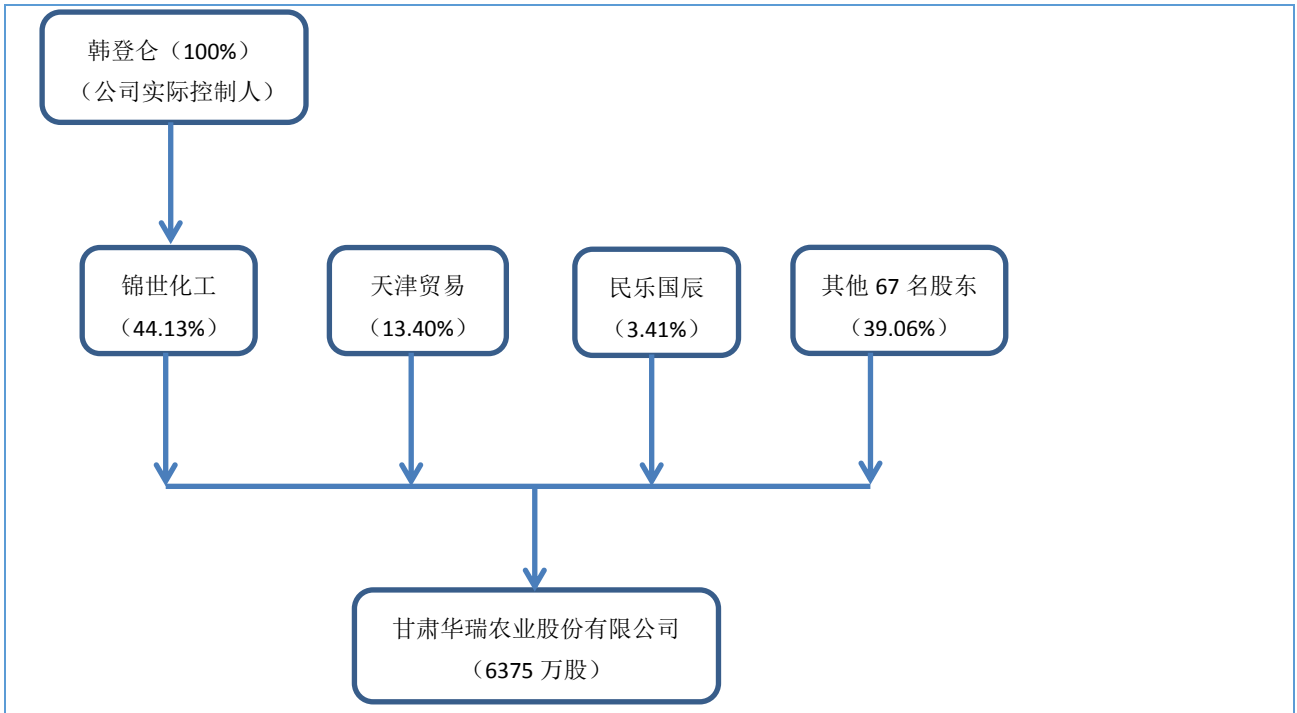 韩登仑（100%）
（公司实际控制人）
锦世化工
（44.13%）
天津贸易
（13.40%）
民乐国辰
（3.41%）
其他 67 名股东
（39.06%）
甘肃华瑞农业股份有限公司
（6375 万股）